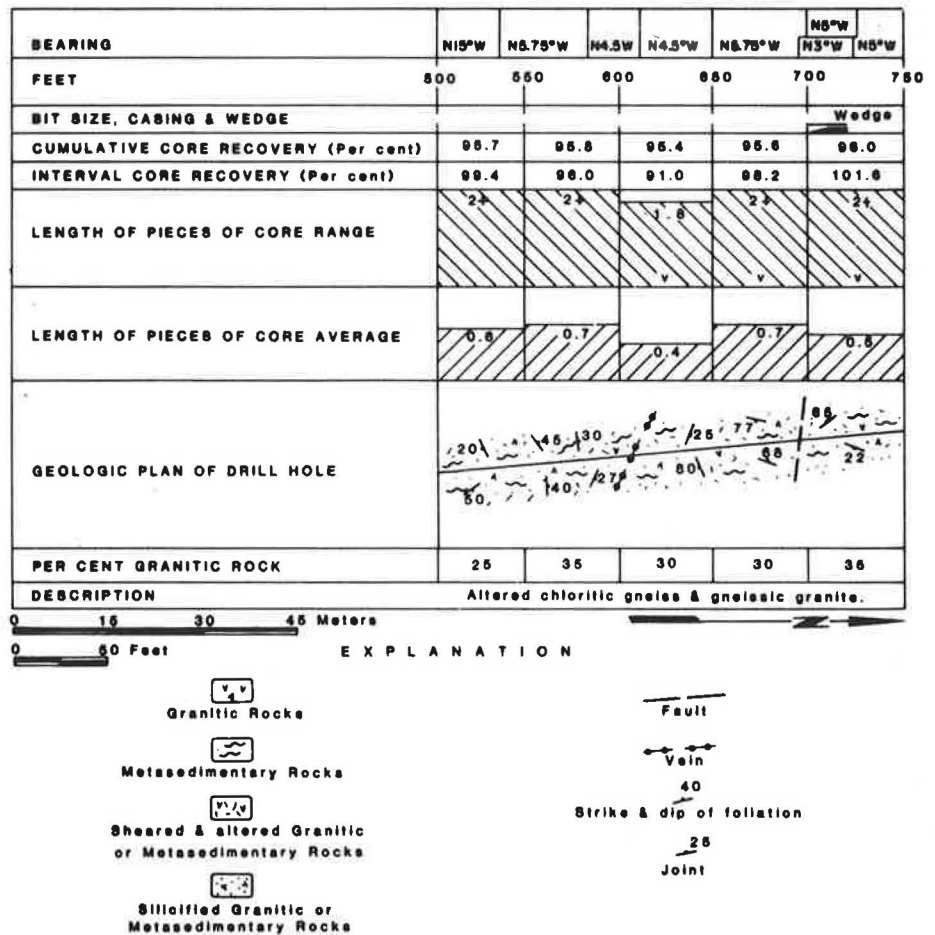 N6°W
BEARING N15°W N5.75°W N4.5W N4.5°W N5.75°W N3°W N5°W
FEET 500 550 600 650 700 750
BIT SIZE, CASING & WEDGE Wedge
CUMULATIVE CORE RECOVERY (Per cent) 95.7 95.8 95.4 95.6 96.0
INTERVAL CORE RECOVERY (Per cent) 99.4 96.0 91.0 98.2 101.6
2+ 2+ 1.8 2+ 2+
LENGTH OF PIECES OF CORE RANGE
LENGTH OF PIECES OF CORE AVERAGE
0.6 0.7 0.4 0.7 0.5
65
20 45 30 25 77
GEOLOGIC PLAN OF DRILL HOLE
50 40 27 80 68 22
PER CENT GRANITIC ROCK 25 35 30 30 35
DESCRIPTION Altered chloritic gneiss & gneissic granite.
0 15 30 45 Meters
0 50 Feet
EXPLANATION
Granitic Rocks
Fault
Metasedimentary Rocks
Vein
40
Strike & dip of foliation
Sheared & altered Granitic
or Metasedimentary Rocks
25
Joint
Silicified Granitic or
Metasedimentary Rocks